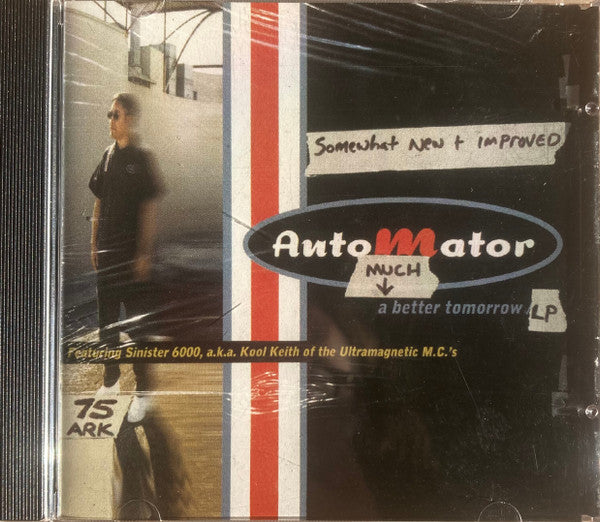 Somewhat New + IMPROVED
AutoMator
MUCH
a better tomorrow
LP
Featuring Sinister 6000, a.k.a. Kool Keith of the Ultramagnetic M.C.'s
75
ARK